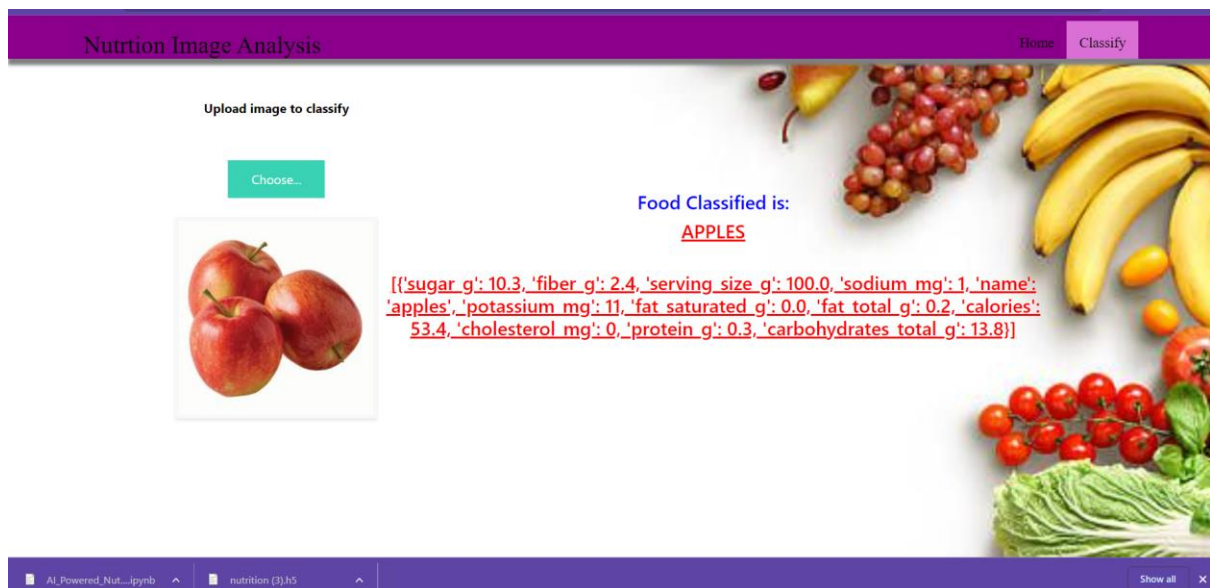 Nutrtion Image Analysis
Home
Classify
Upload image to classify
Choose...
Food Classified is:
APPLES
[{'sugar_g': 10.3, 'fiber_g': 2.4, 'serving_size_g': 100.0, 'sodium_mg': 1, 'name':
'apples', 'potassium_mg': 11, 'fat_saturated_g': 0.0, 'fat_total_g': 0.2, 'calories':
53.4, 'cholesterol_mg': 0, 'protein_g': 0.3, 'carbohydrates_total_g': 13.8}]
AI_Powered_Nut....ipynb
nutrition (3).h5
Show all